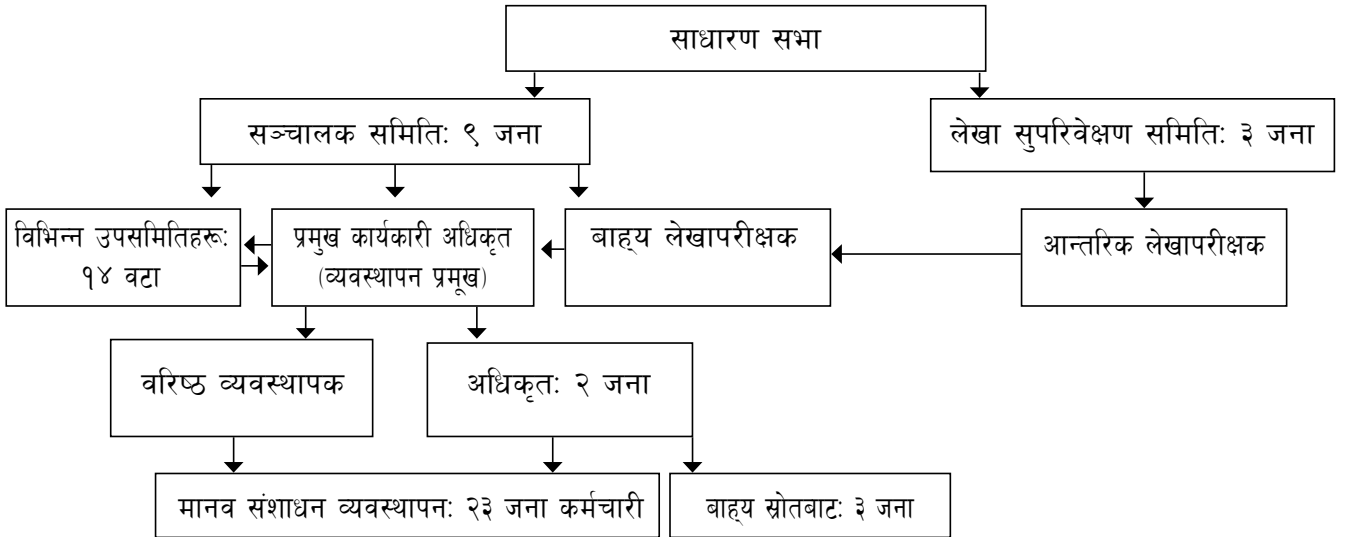 साधारण सभा
सञ्चालक समितिः ९ जना
लेखा सुपरिवेक्षण समितिः ३ जना
विभिन्न उपसमितिहरूः
१४ वटा
प्रमुख कार्यकारी अधिकृत
(व्यवस्थापन प्रमूख)
बाह्य लेखापरीक्षक
आन्तरिक लेखापरीक्षक
वरिष्ठ व्यवस्थापक
अधिकृतः २ जना
मानव संशाधन व्यवस्थापनः २३ जना कर्मचारी
बाह्य स्रोतबाटः ३ जना